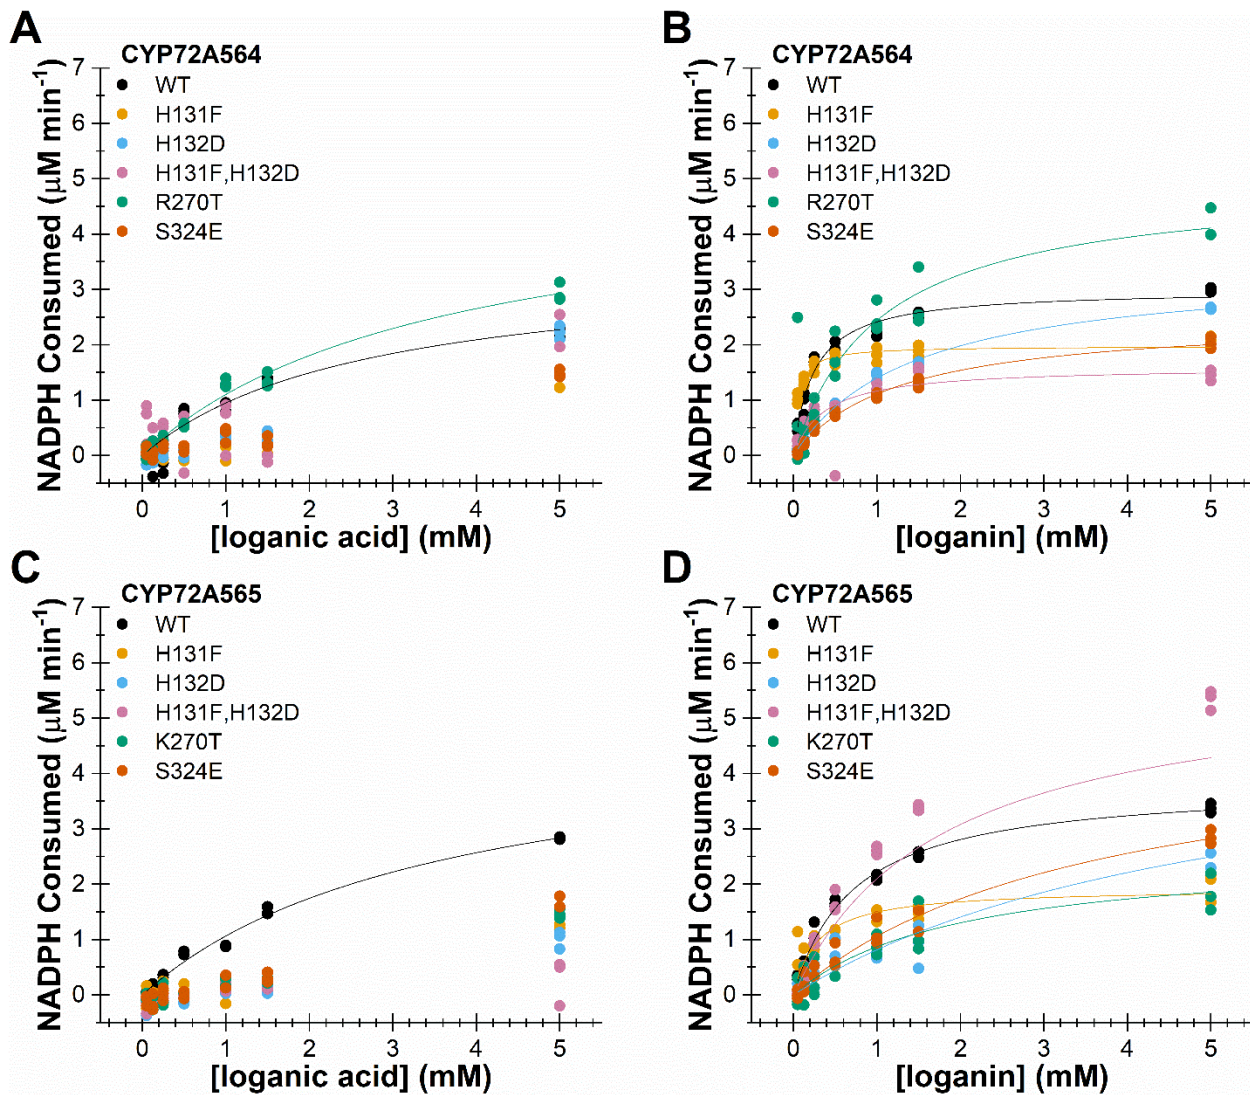 A
CYP72A564
WT
H131F
H132D
H131F,H132D
R270T
S324E
7
6
5
4
3
2
1
0
NADPH Consumed (μM min⁻¹)
0 1 2 3 4 5
[loganic acid] (mM)
B
CYP72A564
WT
H131F
H132D
H131F,H132D
R270T
S324E
7
6
5
4
3
2
1
0
NADPH Consumed (μM min⁻¹)
0 1 2 3 4 5
[loganin] (mM)
C
CYP72A565
WT
H131F
H132D
H131F,H132D
K270T
S324E
7
6
5
4
3
2
1
0
NADPH Consumed (μM min⁻¹)
0 1 2 3 4 5
[loganic acid] (mM)
D
CYP72A565
WT
H131F
H132D
H131F,H132D
K270T
S324E
7
6
5
4
3
2
1
0
NADPH Consumed (μM min⁻¹)
0 1 2 3 4 5
[loganin] (mM)